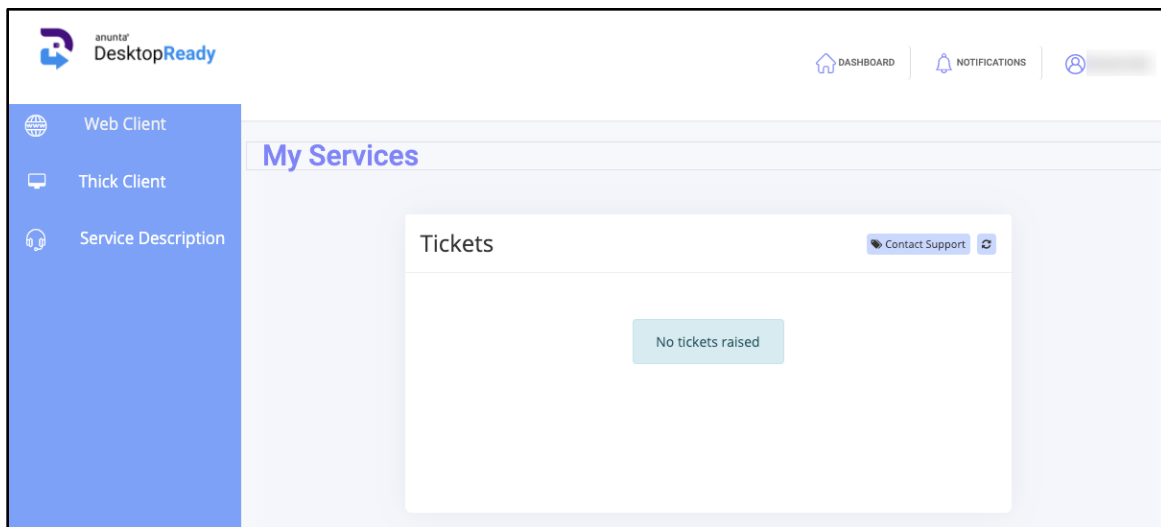 anunta
DesktopReady
DASHBOARD
NOTIFICATIONS
Web Client
Thick Client
Service Description
My Services
Tickets
Contact Support
No tickets raised